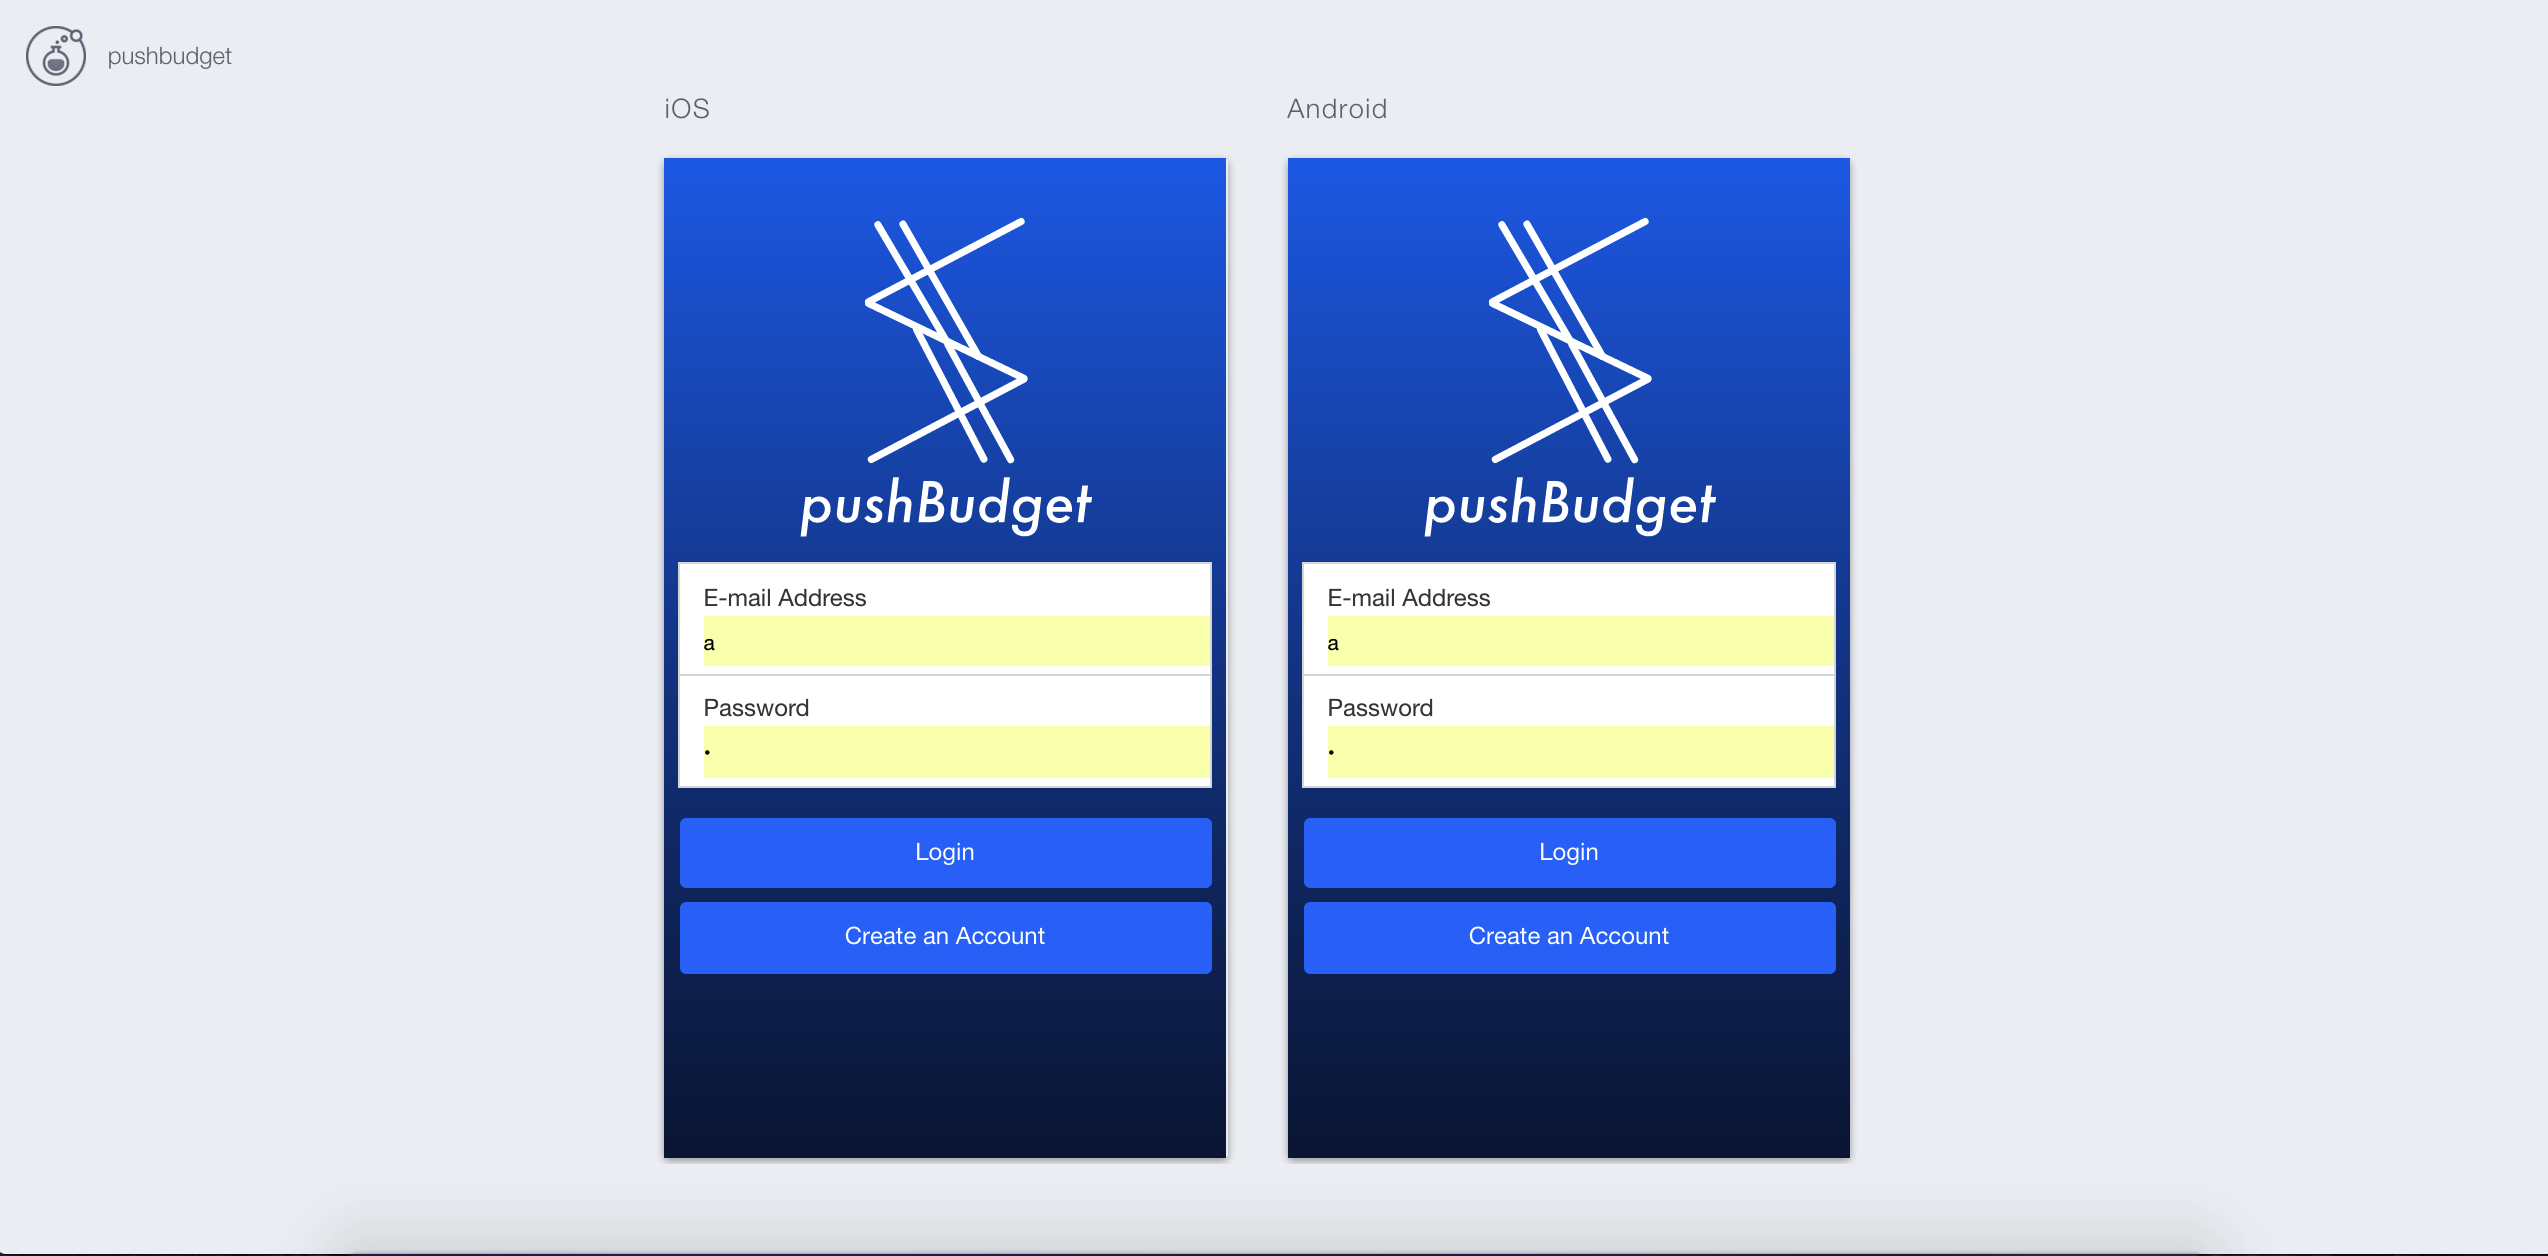 pushbudget
iOS
pushBudget
E-mail Address
a
Password
•
Login
Create an Account
Android
pushBudget
E-mail Address
a
Password
•
Login
Create an Account